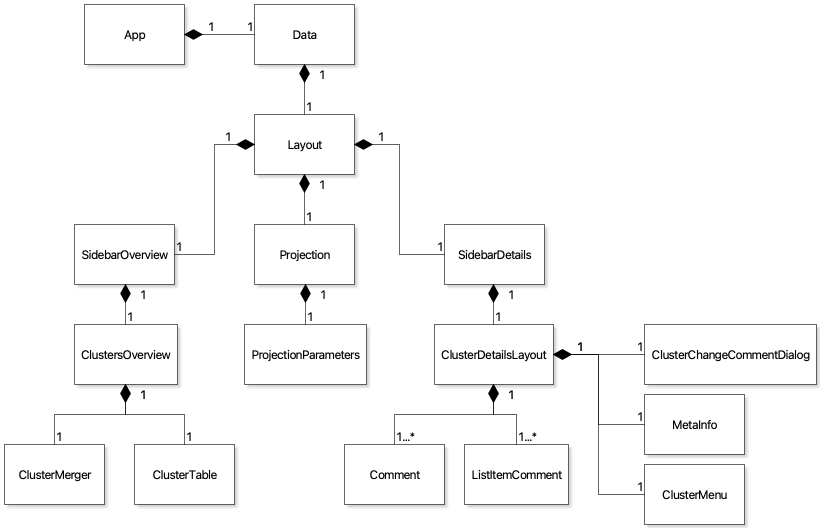 App
1
1
Data
1
1
Layout
1
1
1
1
1
1
SidebarOverview
Projection
SidebarDetails
1
1
1
1
1
1
ClustersOverview
ProjectionParameters
ClusterDetailsLayout
1
1
ClusterChangeCommentDialog
1
1
1
1
1…*
1…*
1
MetaInfo
ClusterMerger
ClusterTable
Comment
ListItemComment
1
ClusterMenu